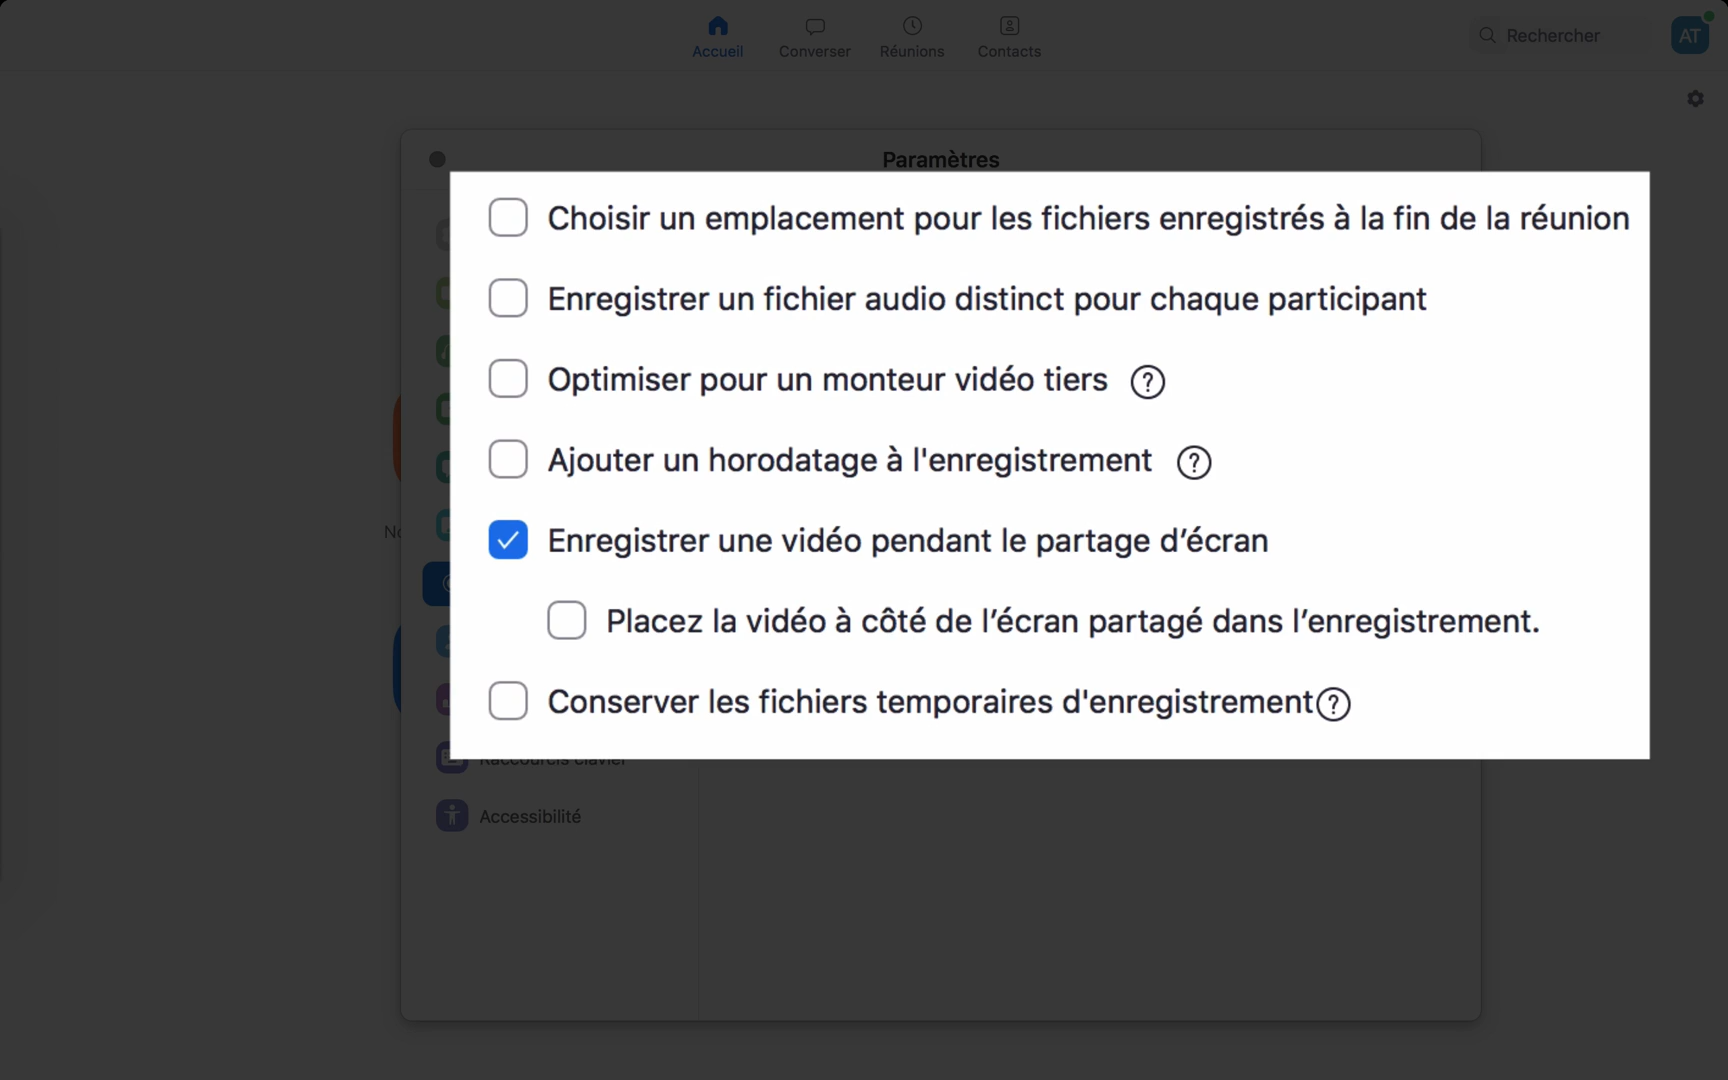 Accueil
Converser
Réunions
Contacts
Rechercher
AT
Paramètres
Choisir un emplacement pour les fichiers enregistrés à la fin de la réunion
Enregistrer un fichier audio distinct pour chaque participant
Optimiser pour un monteur vidéo tiers ?
Ajouter un horodatage à l'enregistrement ?
Enregistrer une vidéo pendant le partage d’écran
Placez la vidéo à côté de l’écran partagé dans l’enregistrement.
Conserver les fichiers temporaires d'enregistrement ?
Raccourcis clavier
Accessibilité